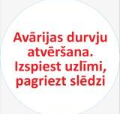 Avārijas durvju
atvēršana.
Izspiest uzlīmi,
pagriezt slēdzi